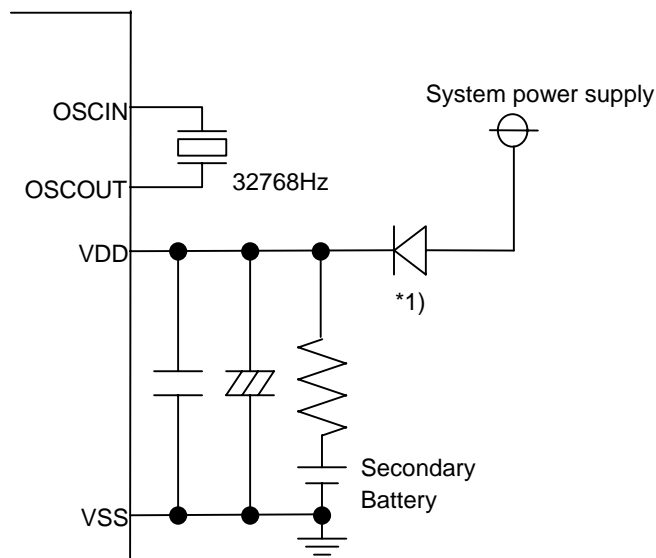 System power supply
OSCIN
OSCOUT
32768Hz
VDD
*1)
Secondary
Battery
VSS